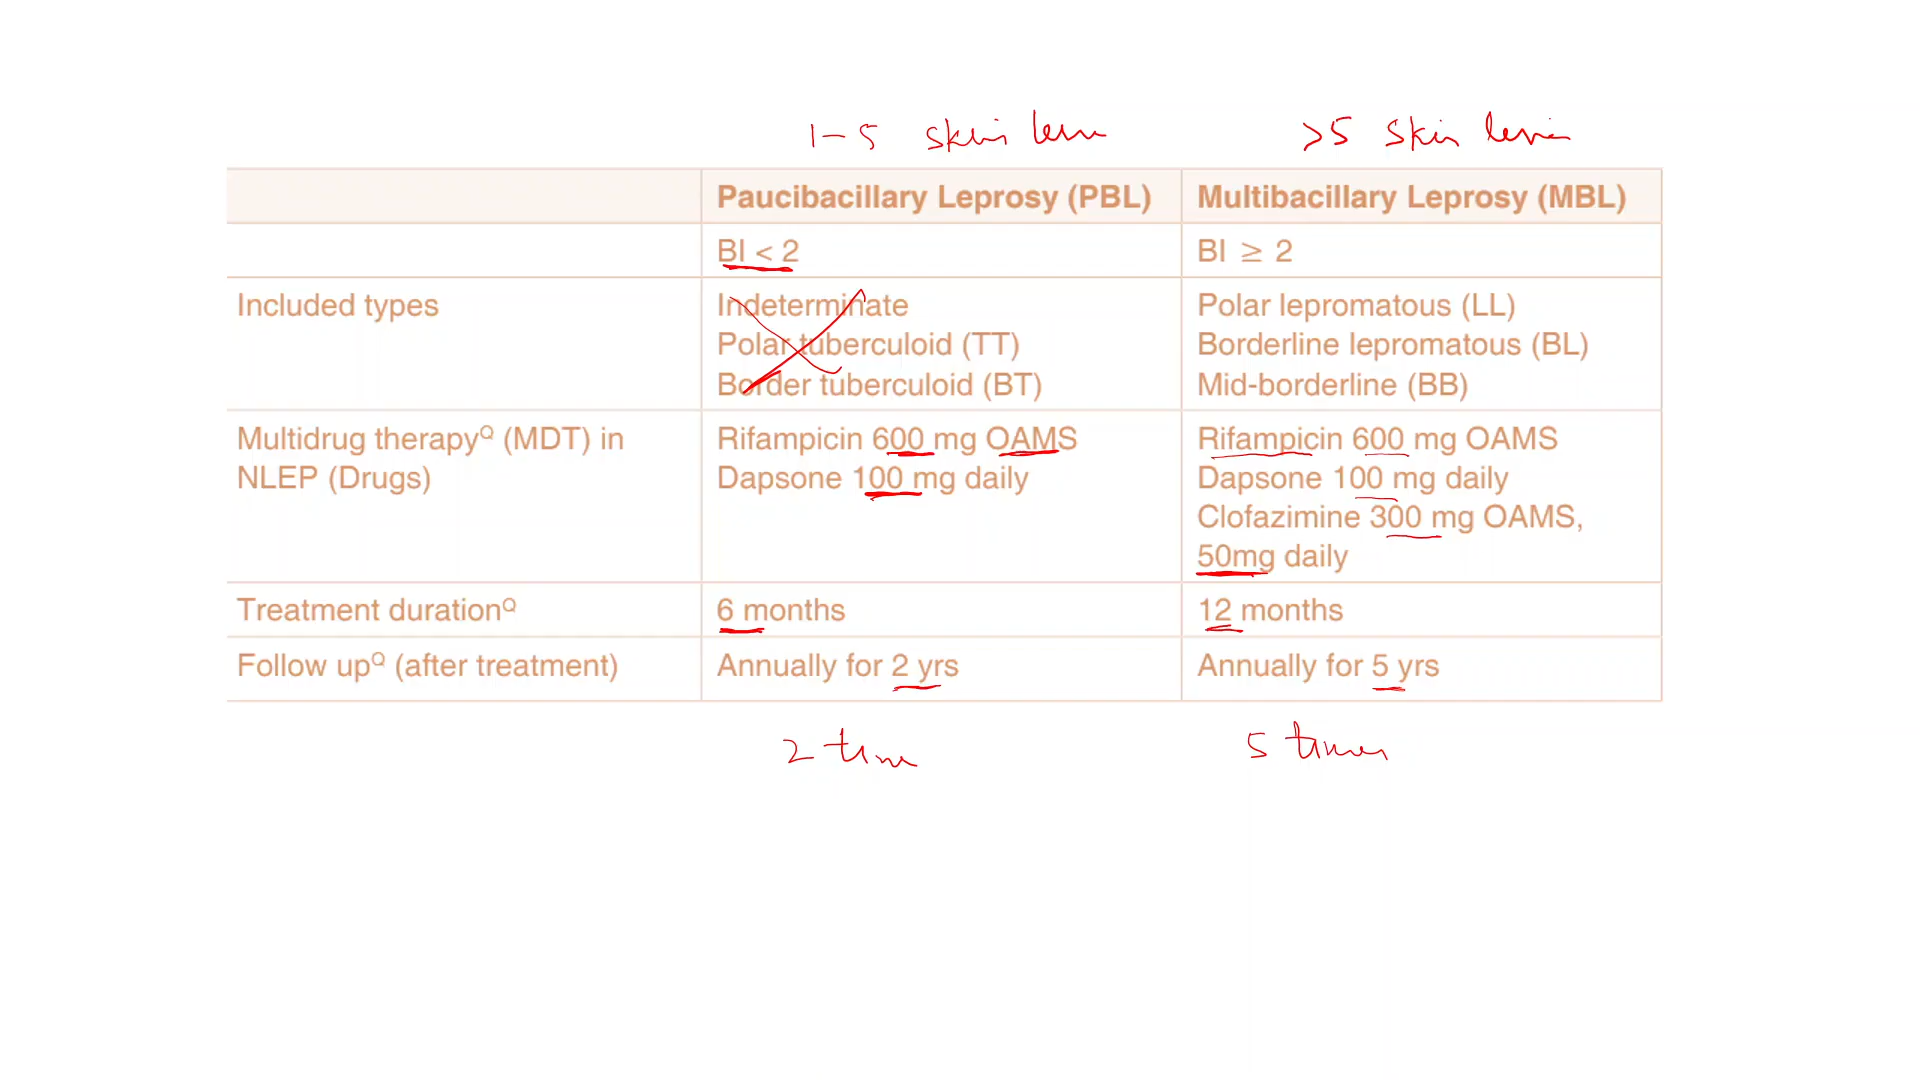 1-5 skin
>5 skin
Paucibacillary Leprosy (PBL) Multibacillary Leprosy (MBL)
BI < 2 BI ≥ 2
Included types Indeterminate Polar lepromatous (LL)
Polar tuberculoid (TT) Borderline lepromatous (BL)
Border tuberculoid (BT) Mid-borderline (BB)
Multidrug therapyQ (MDT) in Rifampicin 600 mg OAMS Rifampicin 600 mg OAMS
NLEP (Drugs) Dapsone 100 mg daily Dapsone 100 mg daily
Clofazimine 300 mg OAMS,
50mg daily
Treatment durationQ 6 months 12 months
Follow upQ (after treatment) Annually for 2 yrs Annually for 5 yrs
2 time
5 times